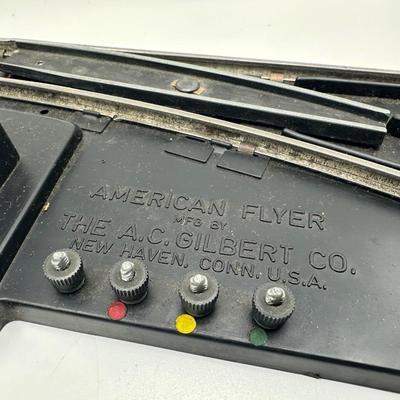 AMERICAN FLYER
MFG BY
THE A.C. GILBERT CO.
NEW HAVEN, CONN. U.S.A.